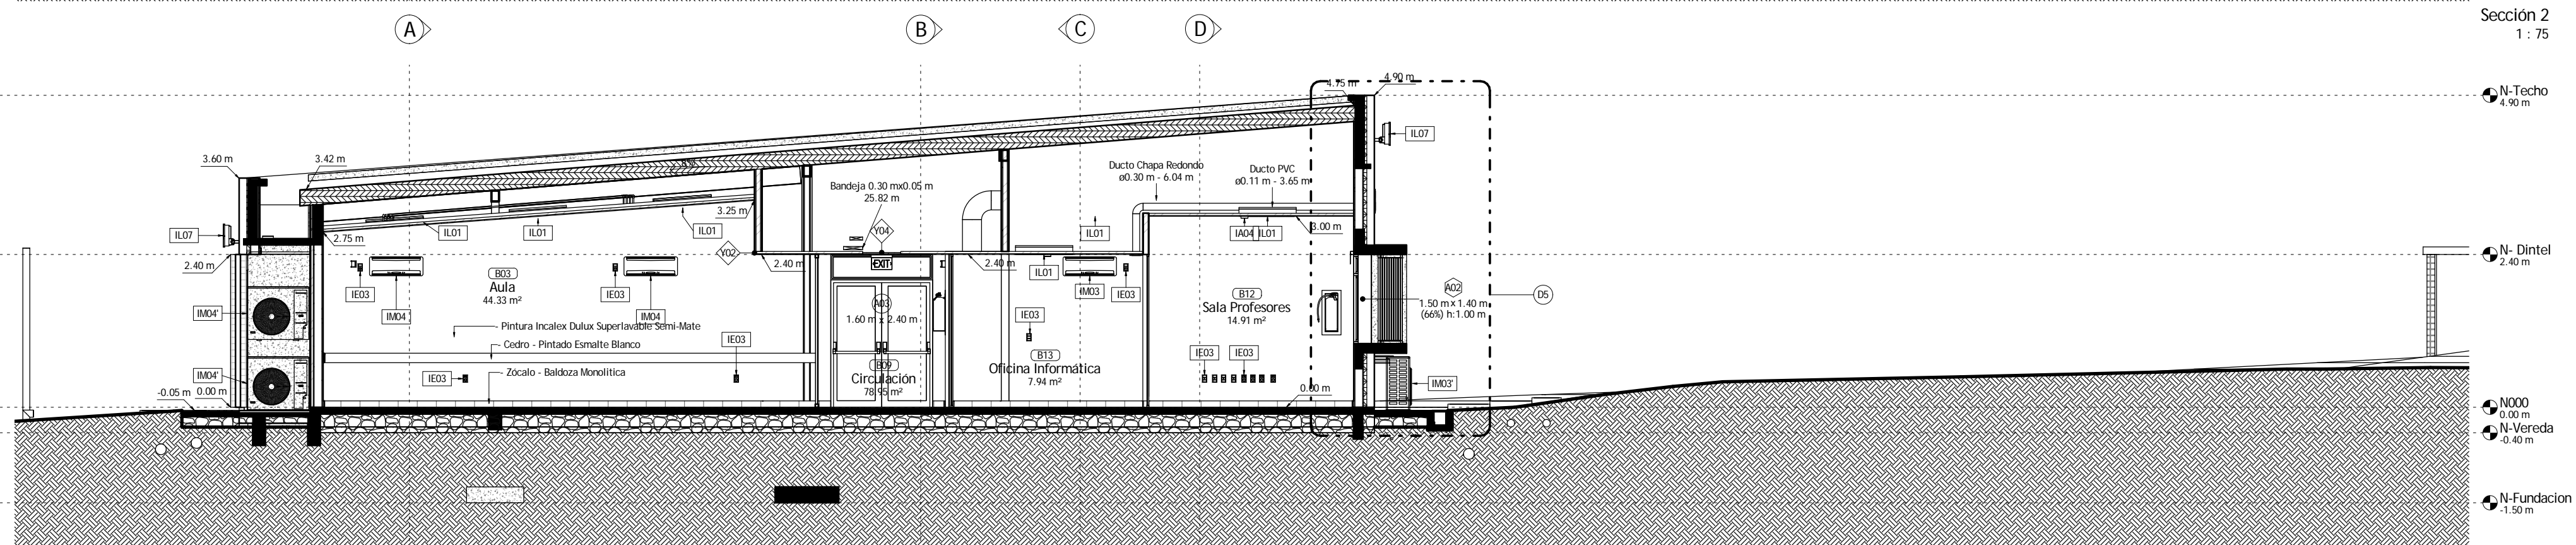 Sección 2
1 : 75
A
B
C
D
4.75 m
4.90 m
N-Techo
4.90 m
IL07
3.60 m
3.42 m
Ducto Chapa Redondo
ø0.30 m - 6.04 m
Ducto PVC
ø0.11 m - 3.65 m
Bandeja 0.30 mx0.05 m
25.82 m
3.25 m
IL07
IL01
IL01
IL01
Y04
IL01
IA04
IL01
3.00 m
2.75 m
Y02
2.40 m
2.40 m
EXIT
2.40 m
IL01
N- Dintel
2.40 m
B03
Aula
44.33 m²
IE03
IM04
IE03
IM04
IM03
IE03
A03
1.60 m x 2.40 m
B12
Sala Profesores
14.91 m²
A02
1.50 m x 1.40 m
(66%) h:1.00 m
D5
IM04'
Pintura Incalex Dulux Superlavable Semi-Mate
Cedro - Pintado Esmalte Blanco
IE03
IE03
B13
Oficina Informática
7.94 m²
IE03
IE03
IM04'
Zócalo - Baldoza Monolítica
IE03
B09
Circulación
78.95 m²
IM03'
-0.05 m
0.00 m
0.00 m
N000
0.00 m
N-Vereda
-0.40 m
N-Fundacion
-1.50 m